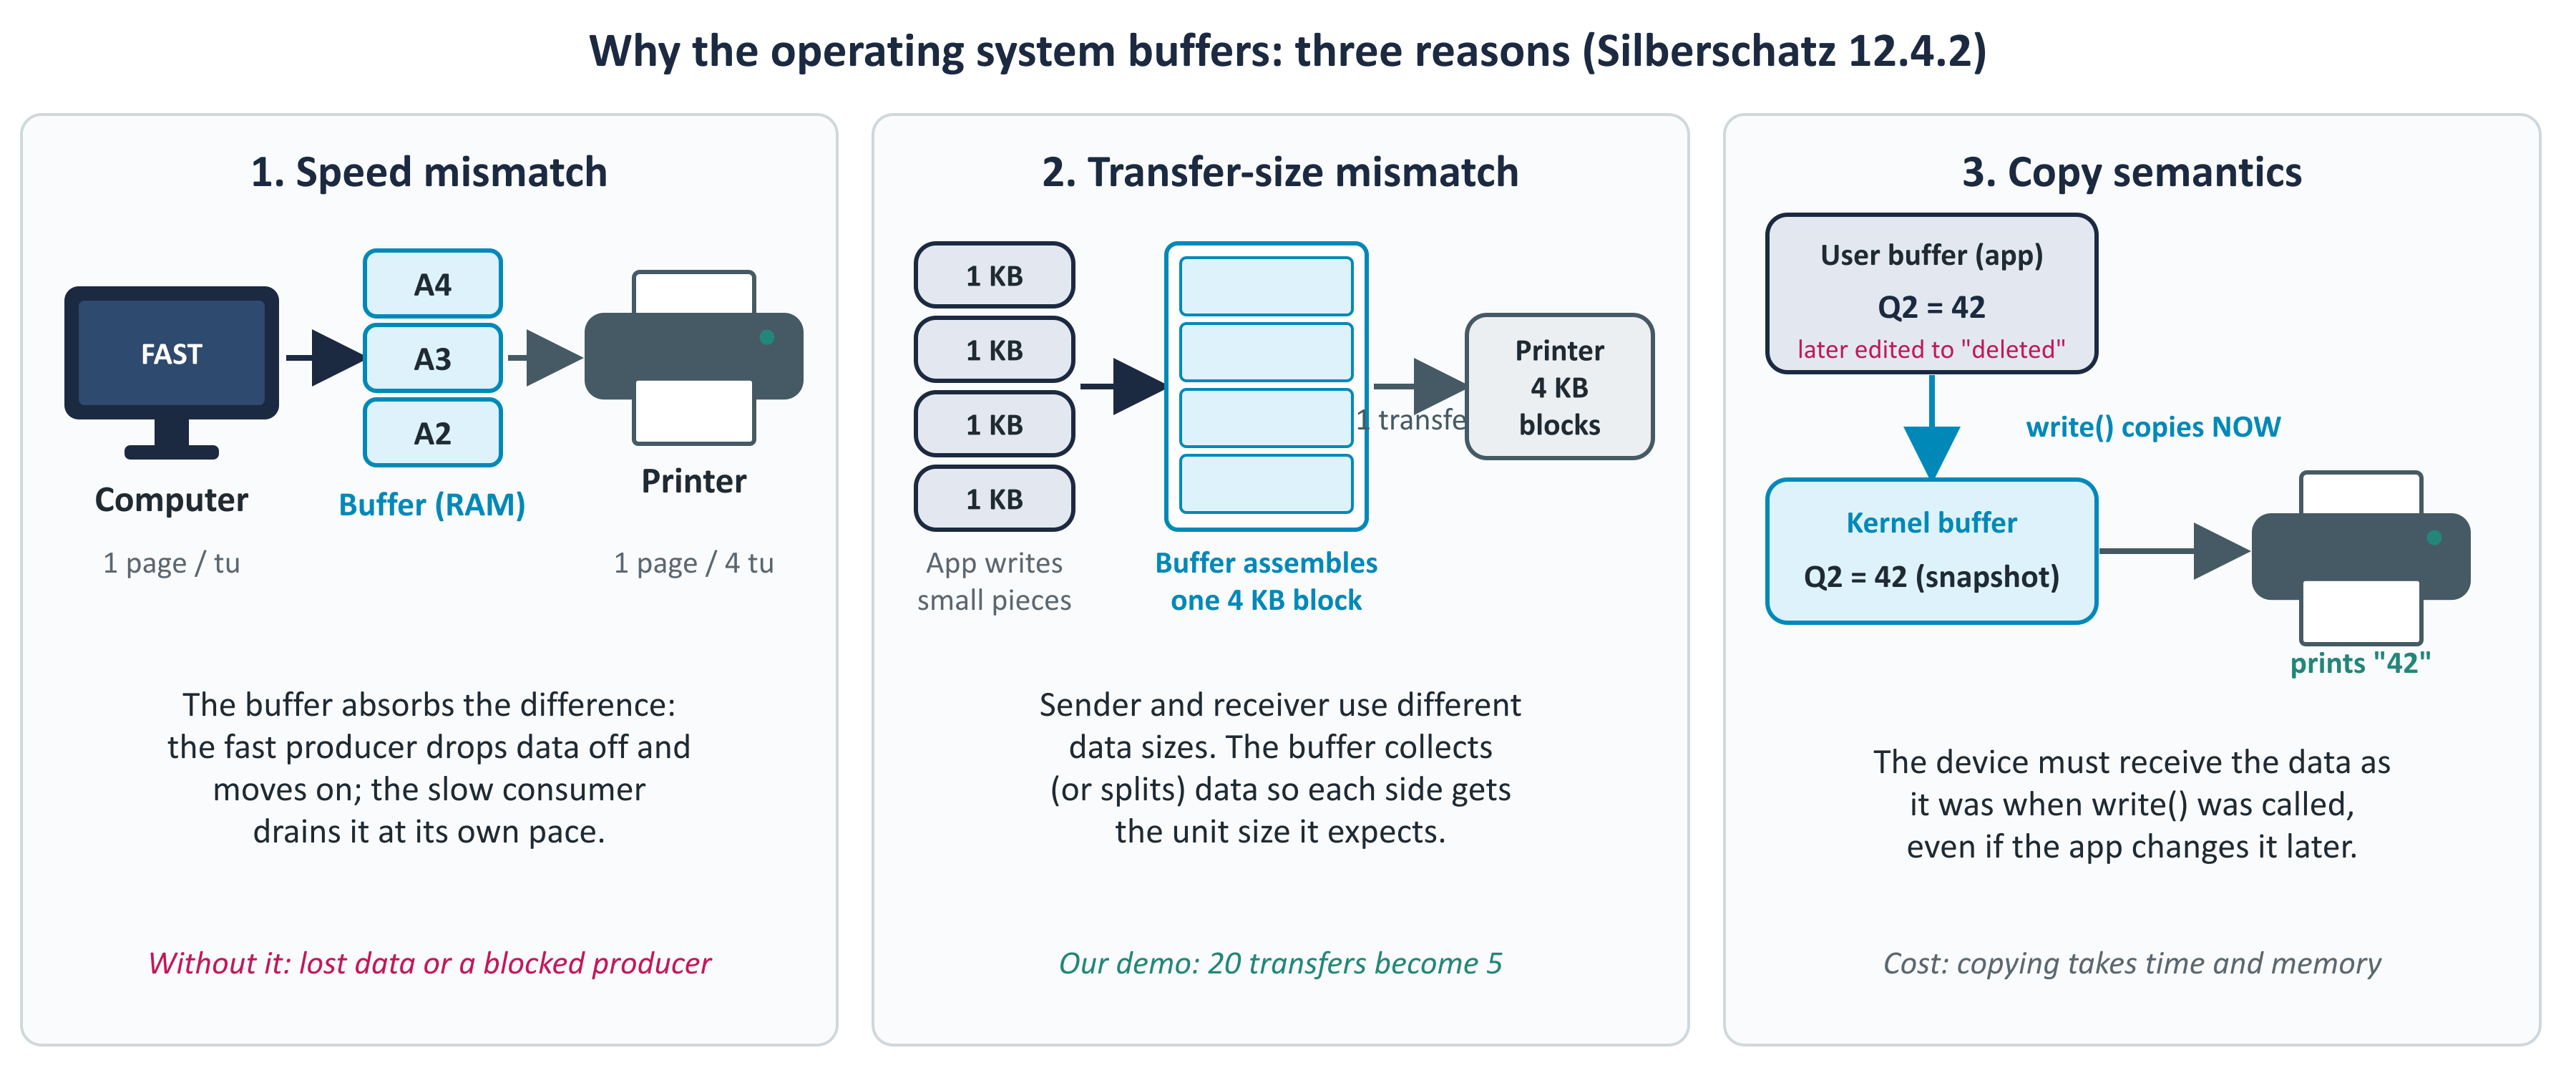 Why the operating system buffers: three reasons (Silberschatz 12.4.2)
1. Speed mismatch
FAST
A4
A3
A2
Computer
Buffer (RAM)
Printer
1 page / tu
1 page / 4 tu
The buffer absorbs the difference:
the fast producer drops data off and
moves on; the slow consumer
drains it at its own pace.
Without it: lost data or a blocked producer
2. Transfer-size mismatch
1 KB
1 KB
1 KB
1 KB
1 transfe
Printer
4 KB
blocks
App writes
small pieces
Buffer assembles
one 4 KB block
Sender and receiver use different
data sizes. The buffer collects
(or splits) data so each side gets
the unit size it expects.
Our demo: 20 transfers become 5
3. Copy semantics
User buffer (app)
Q2 = 42
later edited to "deleted"
write() copies NOW
Kernel buffer
Q2 = 42 (snapshot)
prints "42"
The device must receive the data as
it was when write() was called,
even if the app changes it later.
Cost: copying takes time and memory